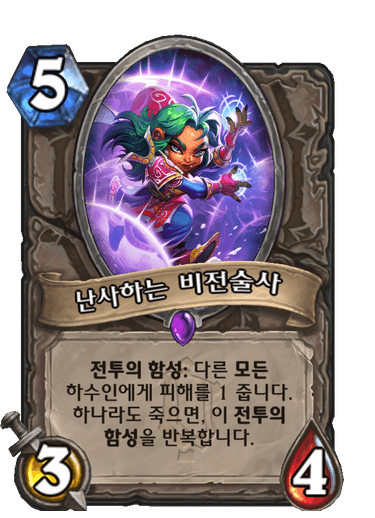 5
난사하는 비전술사
전투의 함성: 다른 모든
하수인에게 피해를 1 줍니다.
하나라도 죽으면, 이 전투의
함성을 반복합니다.
3
4